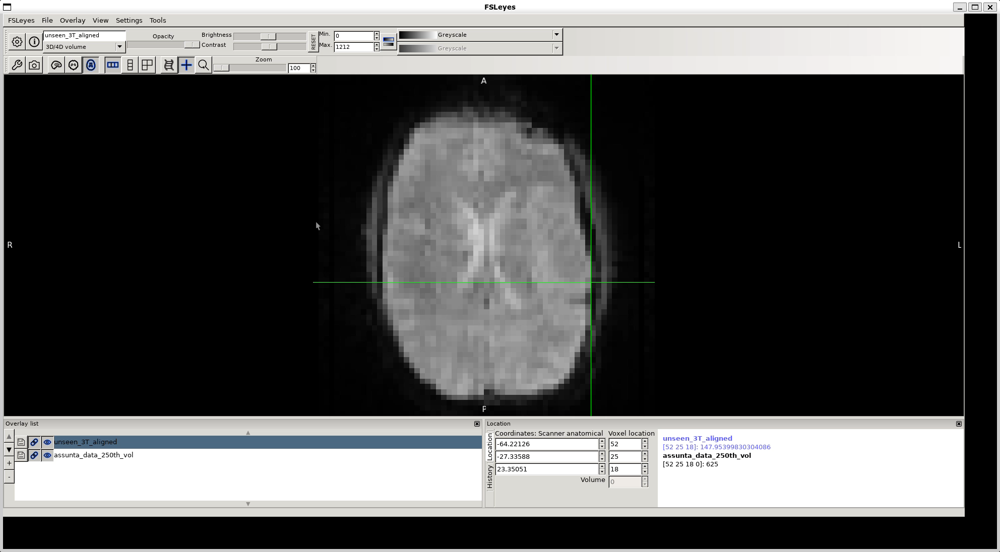 FSLeyes
FSLeyes File Overlay View Settings Tools
unseen_3T_aligned
3D/4D volume
Opacity
Brightness
Contrast
RESET
Min. 0
Max. 1212
Greyscale
Greyscale
Zoom
100
A
R
L
P
Overlay list
unseen_3T_aligned
assunta_data_250th_vol
Location
Location
History
Coordinates: Scanner anatomical Voxel location
-64.22126 52
-27.33588 25
23.35051 18
Volume 0
unseen_3T_aligned
[52 25 18]: 147.95399830304086
assunta_data_250th_vol
[52 25 18 0]: 625